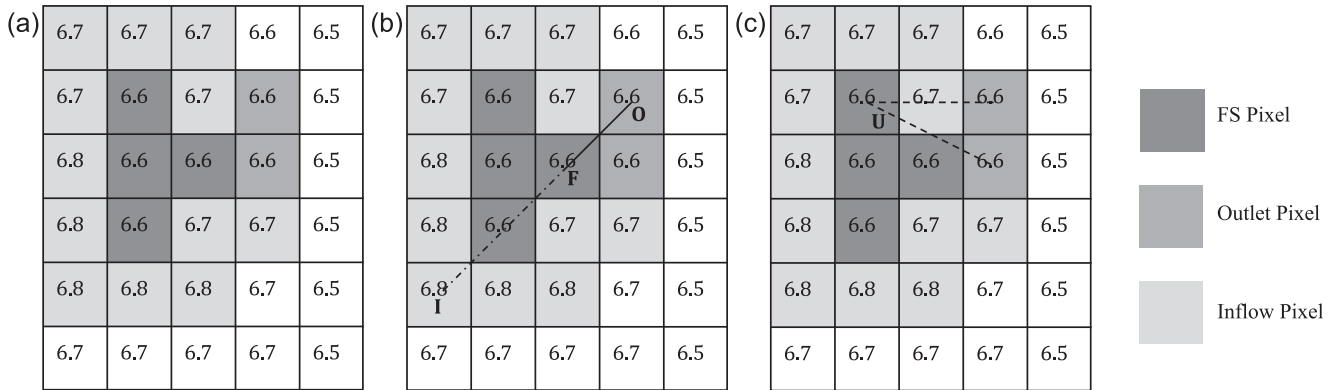 (a) 6.7 6.7 6.7 6.6 6.5 (b) 6.7 6.7 6.7 6.6 6.5 (c) 6.7 6.7 6.7 6.6 6.5
6.7 6.6 6.7 6.6 6.5 6.7 6.6 6.7 6.6 6.5 6.7 6.6 6.7 6.6 6.5 FS Pixel
O U
6.8 6.6 6.6 6.6 6.5 6.8 6.6 6.6 6.6 6.5 6.8 6.6 6.6 6.6 6.5
F
6.8 6.6 6.7 6.7 6.5 6.8 6.6 6.7 6.7 6.5 6.8 6.6 6.7 6.7 6.5 Outlet Pixel
6.8 6.8 6.8 6.7 6.5 6.8 6.8 6.8 6.7 6.5 6.8 6.8 6.8 6.7 6.5 Inflow Pixel
I
6.7 6.7 6.7 6.7 6.5 6.7 6.7 6.7 6.7 6.5 6.7 6.7 6.7 6.7 6.5